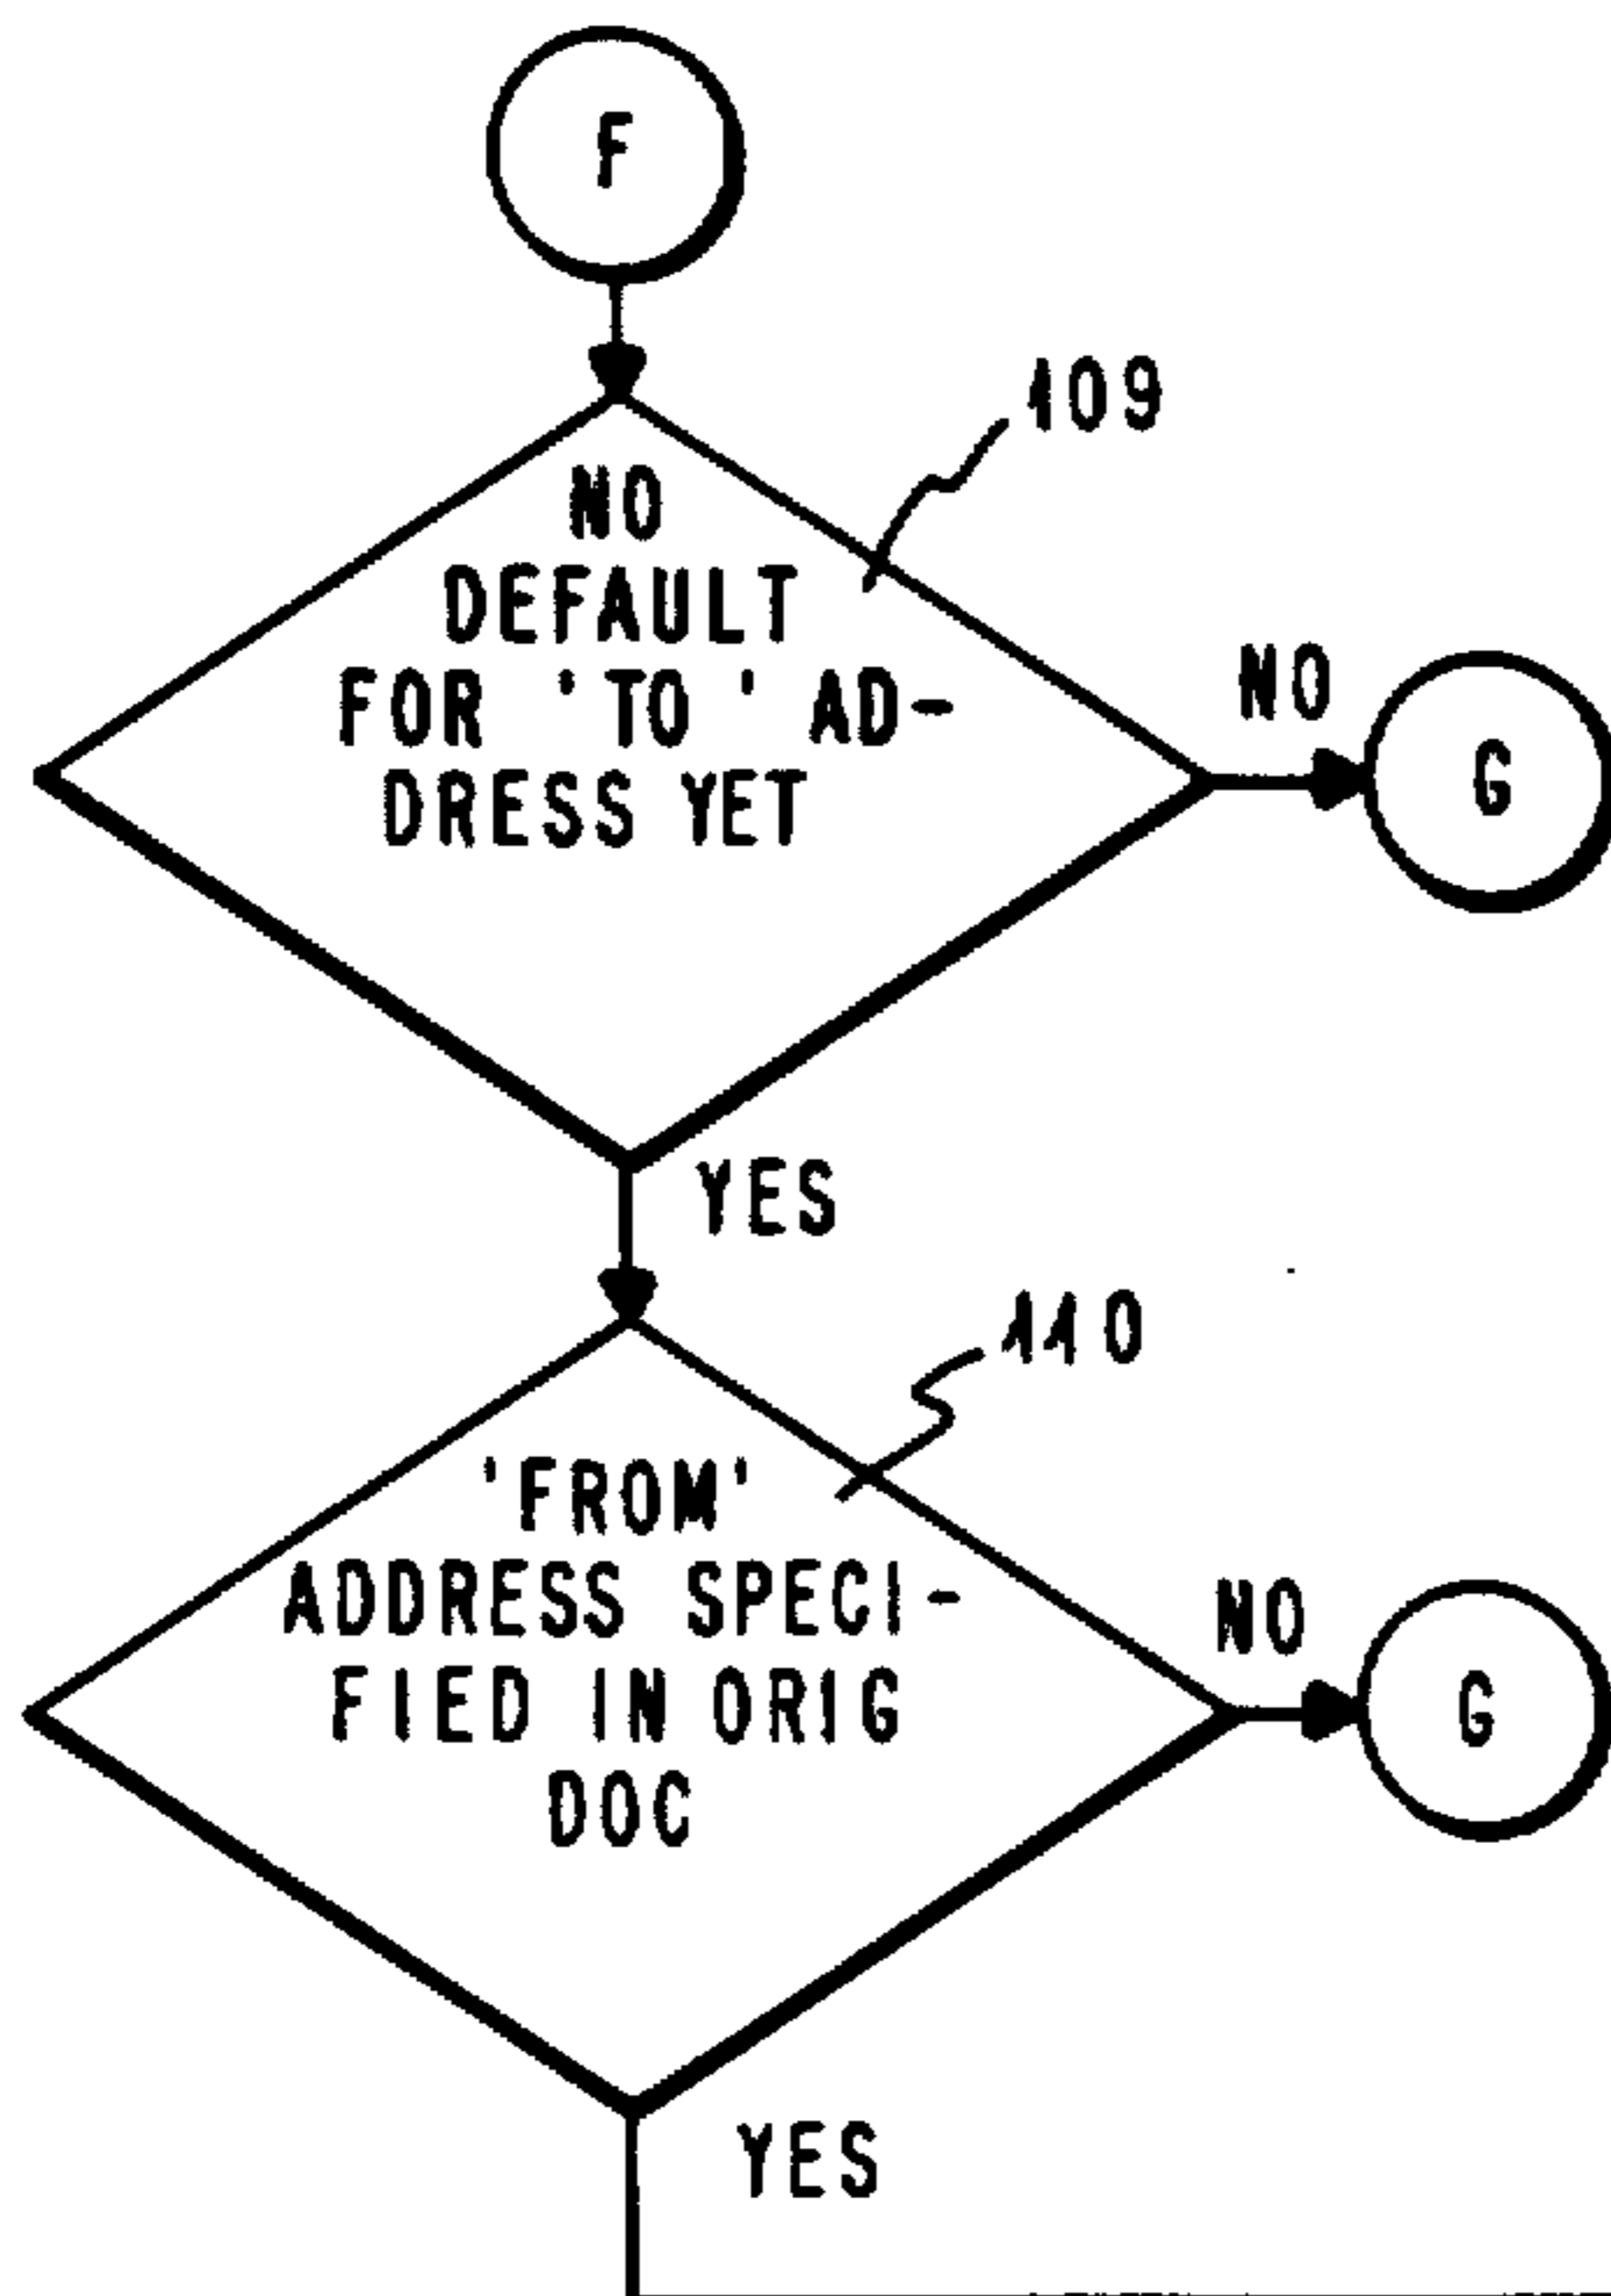 F
109
NO
DEFAULT
FOR 'TO' AD-
DRESS YET
NO
G
YES
110
'FROM'
ADDRESS SPECI-
FIED IN ORIG
DOC
NO
G
YES